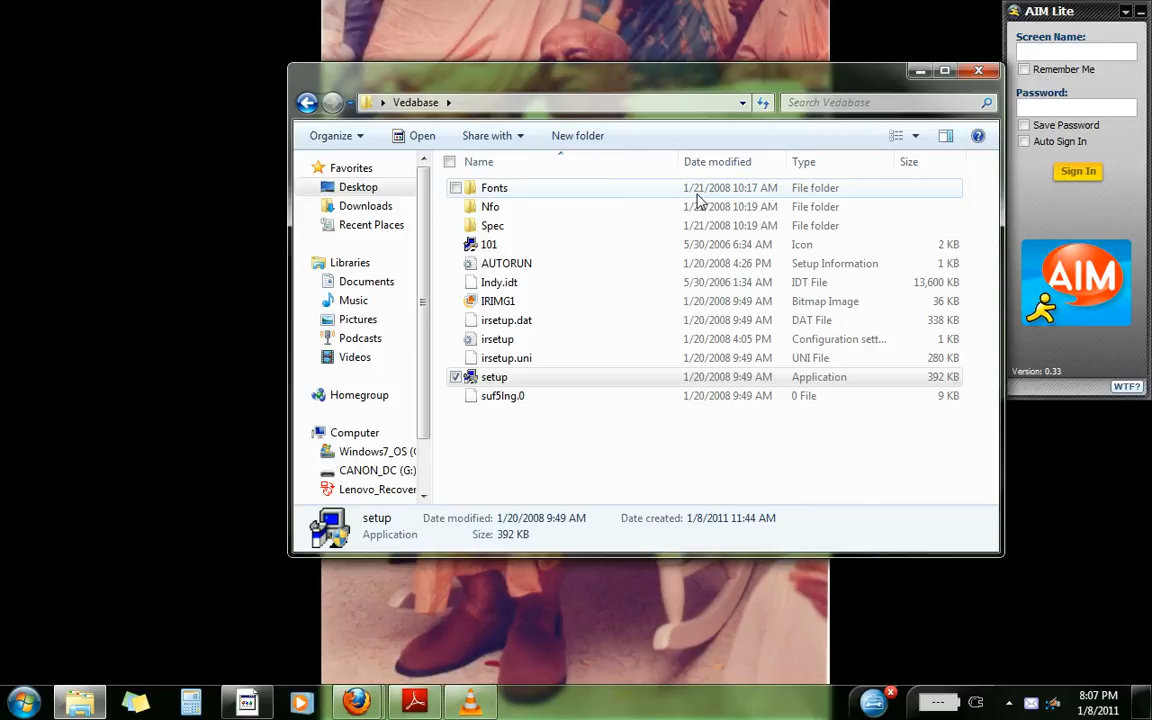 AIM Lite
Screen Name:
Remember Me
Password:
Save Password
Auto Sign In
Sign In
AIM
Version: 0.33
WTF?
Vedabase
Search Vedabase
Organize Open Share with New folder
Name Date modified Type Size
Favorites
Desktop
Downloads
Recent Places
Libraries
Documents
Music
Pictures
Podcasts
Videos
Homegroup
Computer
Windows7_OS (
CANON_DC (G:)
Lenovo_Recover
Fonts 1/21/2008 10:17 AM File folder
Nfo 1/21/2008 10:19 AM File folder
Spec 1/21/2008 10:19 AM File folder
101 5/30/2006 6:34 AM Icon 2 KB
AUTORUN 1/20/2008 4:26 PM Setup Information 1 KB
Indy.idt 5/30/2006 1:34 AM IDT File 13,600 KB
IRIMG1 1/20/2008 9:49 AM Bitmap Image 36 KB
irsetup.dat 1/20/2008 9:49 AM DAT File 338 KB
irsetup 1/20/2008 4:05 PM Configuration sett... 1 KB
irsetup.uni 1/20/2008 9:49 AM UNI File 280 KB
setup 1/20/2008 9:49 AM Application 392 KB
suf5lng.0 1/20/2008 9:49 AM 0 File 9 KB
setup Date modified: 1/20/2008 9:49 AM Date created: 1/8/2011 11:44 AM
Application Size: 392 KB
8:07 PM
1/8/2011